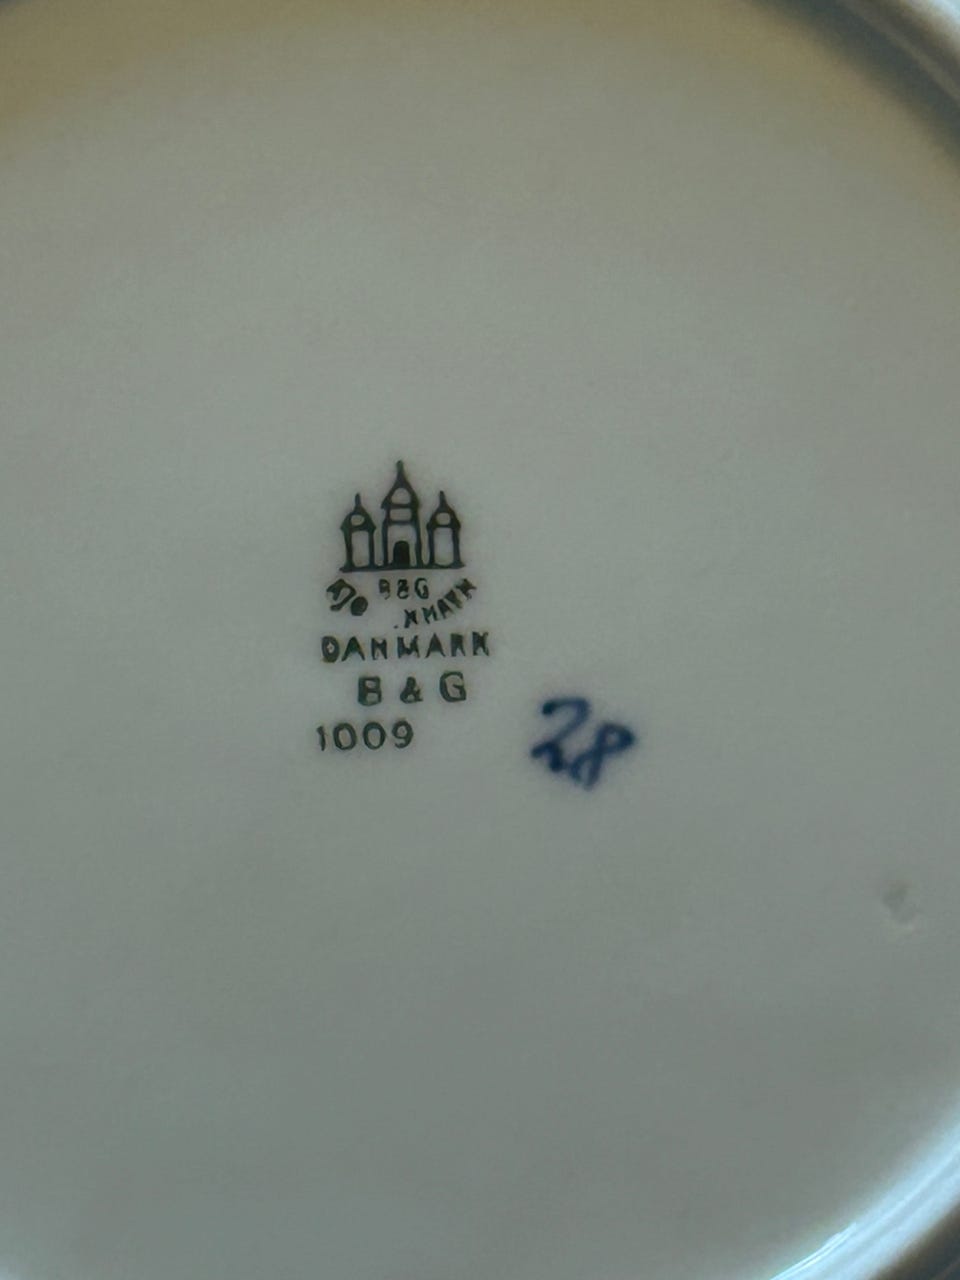 B&G
DANMARK
B & G
1009
28